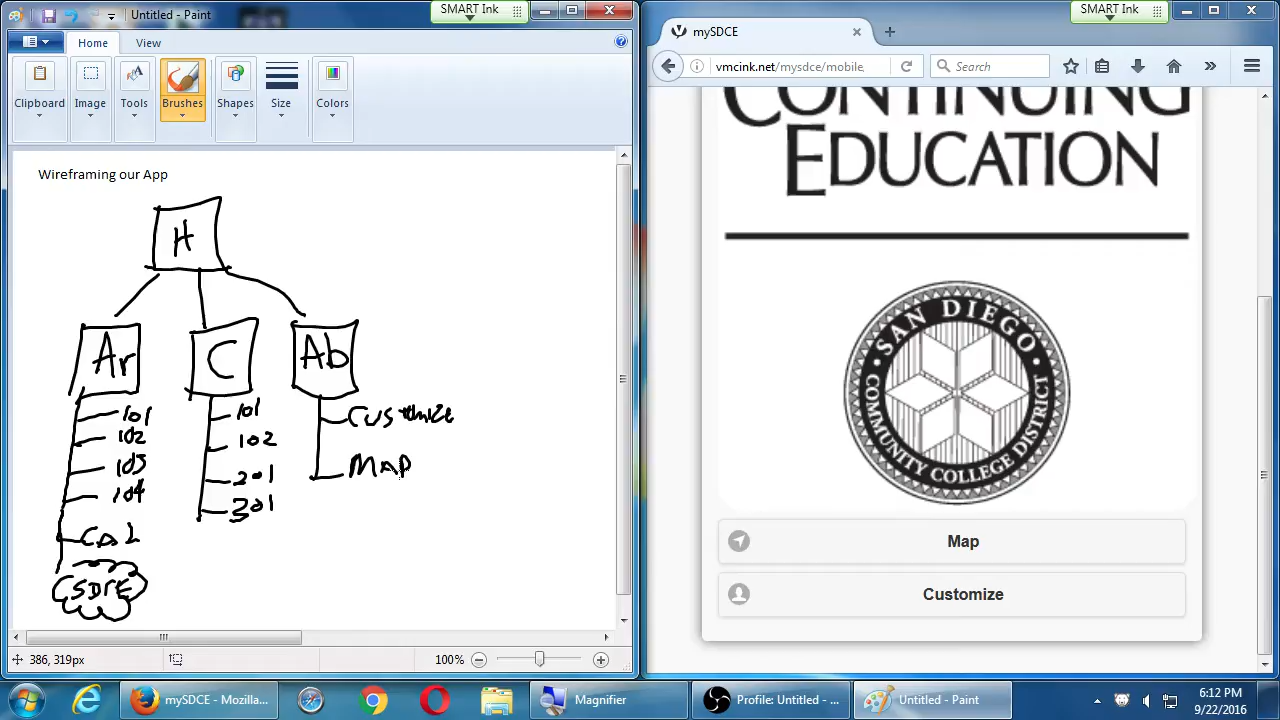 Untitled - Paint
SMART Ink
Home
View
Clipboard
Image
Tools
Brushes
Shapes
Size
Colors
Wireframing our App
H
Ar
C
Ab
101
102
103
104
CAL
SDCE
101
102
201
301
Customize
MAP
386, 319px
100%
SMART Ink
mySDCE
vmcink.net/mysdce/mobile
Search
CONTINUING
EDUCATION
SAN DIEGO
COMMUNITY COLLEGE DISTRICT
Map
Customize
mySDCE - Mozilla...
Magnifier
Profile: Untitled - ...
Untitled - Paint
6:12 PM
9/22/2016